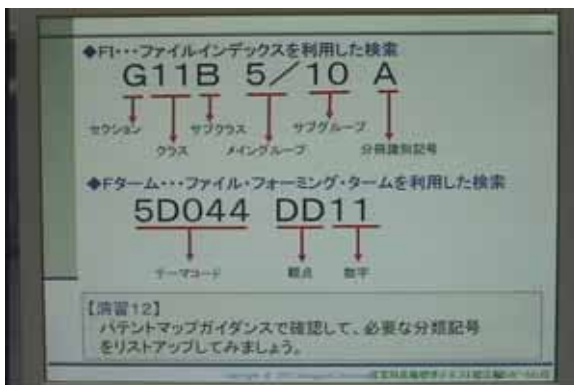 ◆FI・・・ファイルインデックスを利用した検索
G11B 5／10 A
セクション サブクラス サブグループ
クラス メイングループ 分冊識別記号
◆Fターム・・・ファイル・フォーミング・タームを利用した検索
5D044 DD11
テーマコード 観点 数字
【演習12】
パテントマップガイダンスで確認して、必要な分類記号
をリストアップしてみましょう。